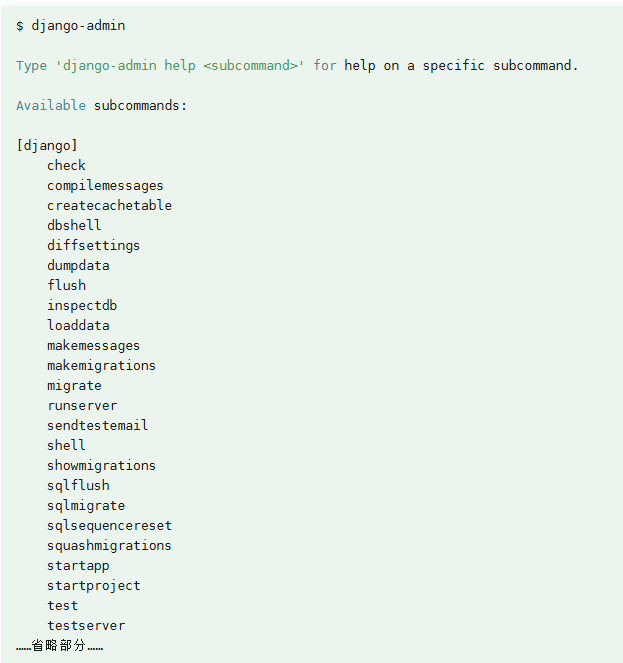 $ django-admin
Type 'django-admin help <subcommand>' for help on a specific subcommand.
Available subcommands:
[django]
check
compilemessages
createcachetable
dbshell
diffsettings
dumpdata
flush
inspectdb
loaddata
makemessages
makemigrations
migrate
runserver
sendtestemail
shell
showmigrations
sqlflush
sqlmigrate
sqlsequencereset
squashmigrations
startapp
startproject
test
testserver
……省略部分……